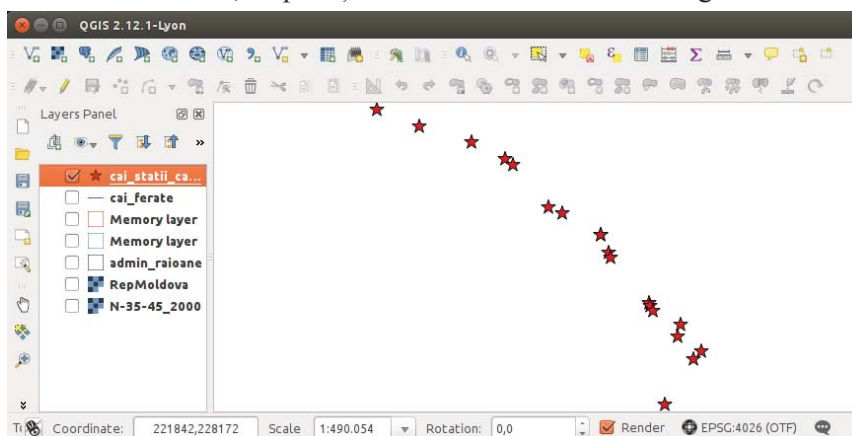 QGIS 2.12.1-Lyon
Layers Panel
cai_statii_ca...
cai_ferate
Memory layer
Memory layer
admin_raioane
RepMoldova
N-35-45_2000
Coordinate: 221842,228172 Scale 1:490.054 Rotation: 0,0 Render EPSG:4026 (OTF)